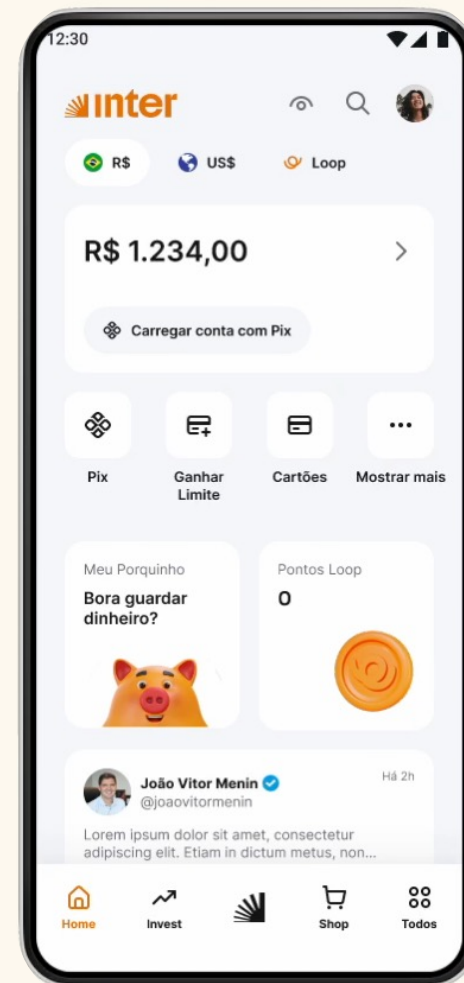 12:30
inter
R$ US$ Loop
R$ 1.234,00
Carregar conta com Pix
Pix
Ganhar
Limite
Cartões
Mostrar mais
Meu Porquinho
Bora guardar
dinheiro?
Pontos Loop
0
João Vitor Menin
@joaovitormenin
Há 2h
Lorem ipsum dolor sit amet, consectetur
adipiscing elit. Etiam in dictum metus, non...
Home Invest Shop Todos